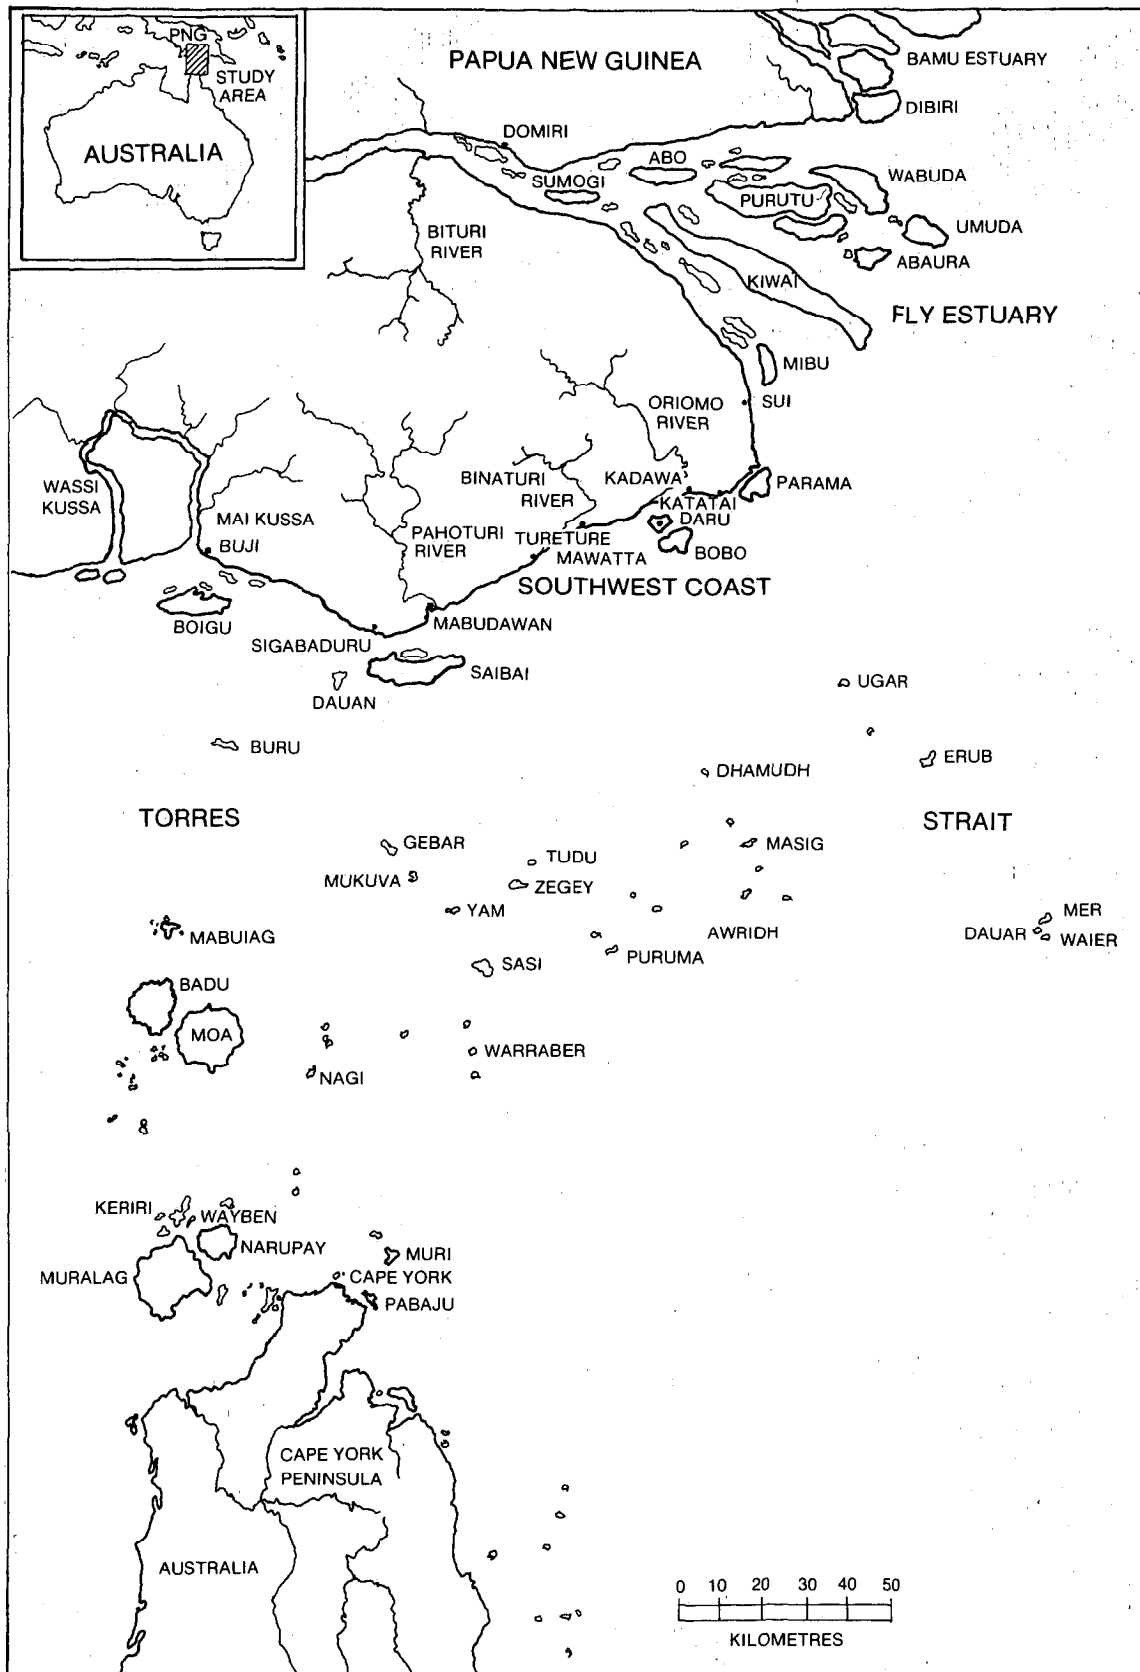 PNG
STUDY
AREA
AUSTRALIA
PAPUA NEW GUINEA
BAMU ESTUARY
DIBIRI
DOMIRI
ABO
SUMOGI
WABUDA
PURUTU
UMUDA
BITURI
RIVER
ABAURA
KIWAI
FLY ESTUARY
MIBU
ORIOMO
RIVER
SUI
WASSI
KUSSA
BINATURI
RIVER
KADAWA
PARAMA
KATATAI
MAI KUSSA
DARU
PAHOTURI
RIVER
TURETURE
BUJI
MAWATTA
BOBO
SOUTHWEST COAST
BOIGU
MABUDAWAN
SIGABADURU
SAIBAI
DAUAN
UGAR
BURU
ERUB
DHAMUDH
TORRES
STRAIT
GEBAR
MASIG
TUDU
MUKUVA
ZEGEY
YAM
MER
MABUIAG
AWRIDH
DAUAR
WAIER
PURUMA
SASI
BADU
MOA
WARRABER
NAGI
KERIRI
WAYBEN
NARUPAY
MURI
MURALAG
CAPE YORK
PABAJU
CAPE YORK
PENINSULA
AUSTRALIA
0 10 20 30 40 50
KILOMETRES